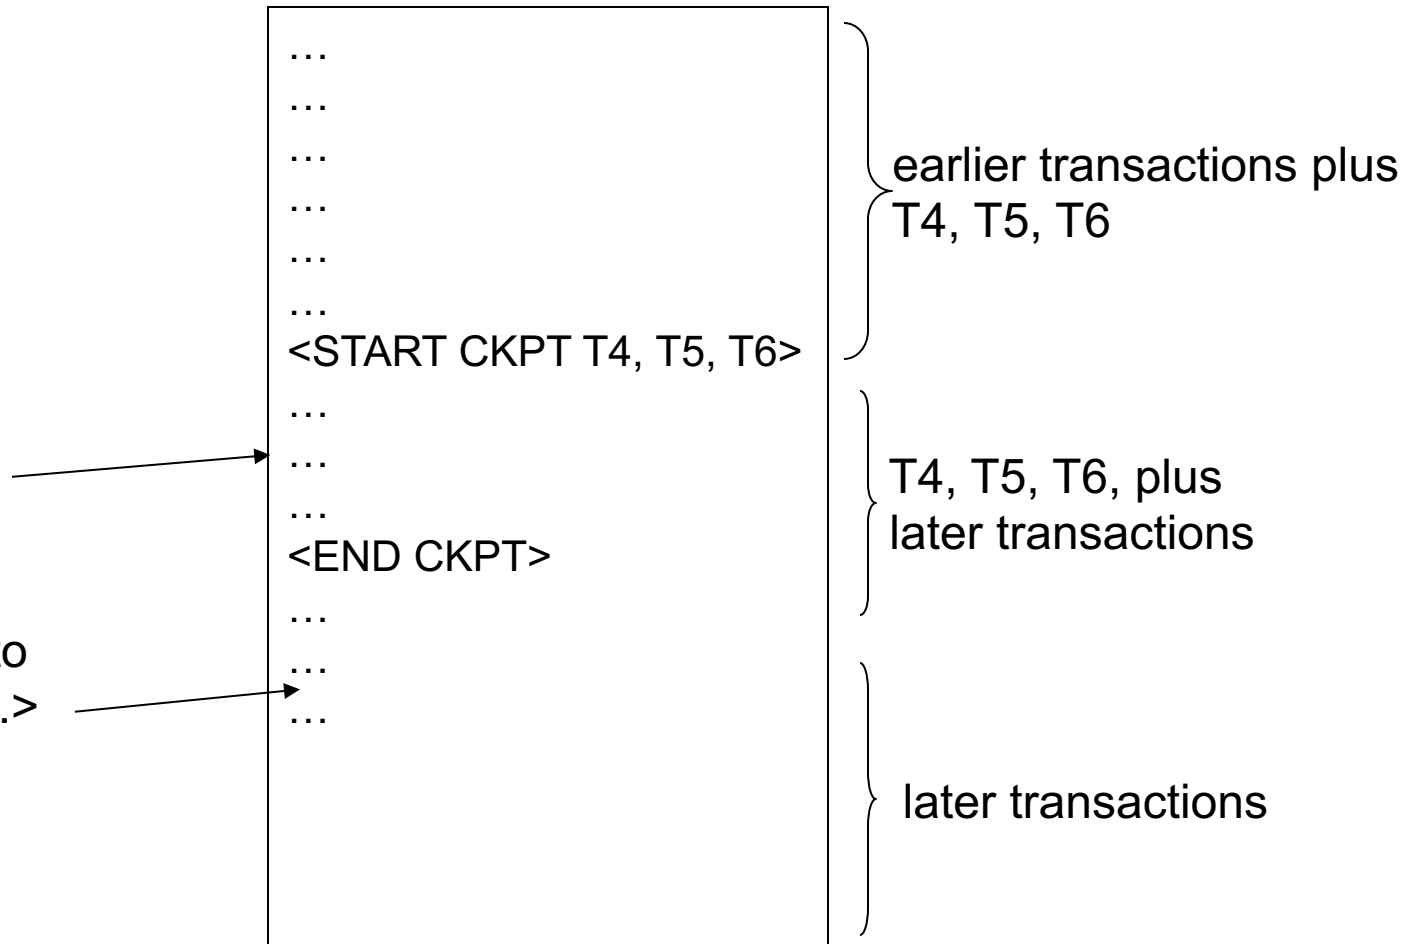 …
…
…
…
…
…
<START CKPT T4, T5, T6>
…
…
…
<END CKPT>
…
…
…
earlier transactions plus
T4, T5, T6
T4, T5, T6, plus
later transactions
later transactions
to
.>